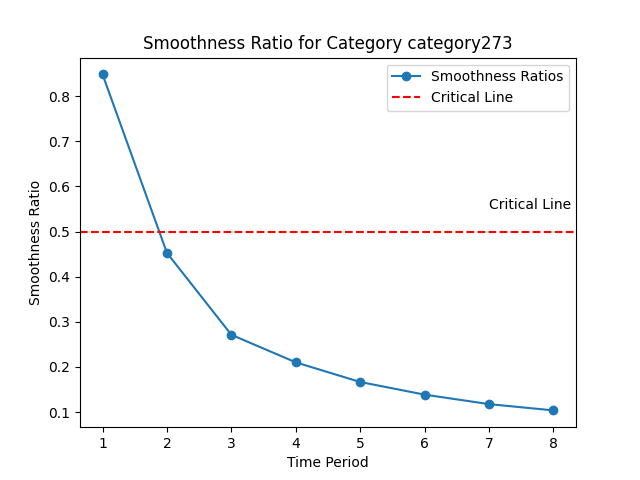 Smoothness Ratio for Category category273
Smoothness Ratios
Critical Line
Critical Line
Smoothness Ratio
0.8
0.7
0.6
0.5
0.4
0.3
0.2
0.1
1 2 3 4 5 6 7 8
Time Period